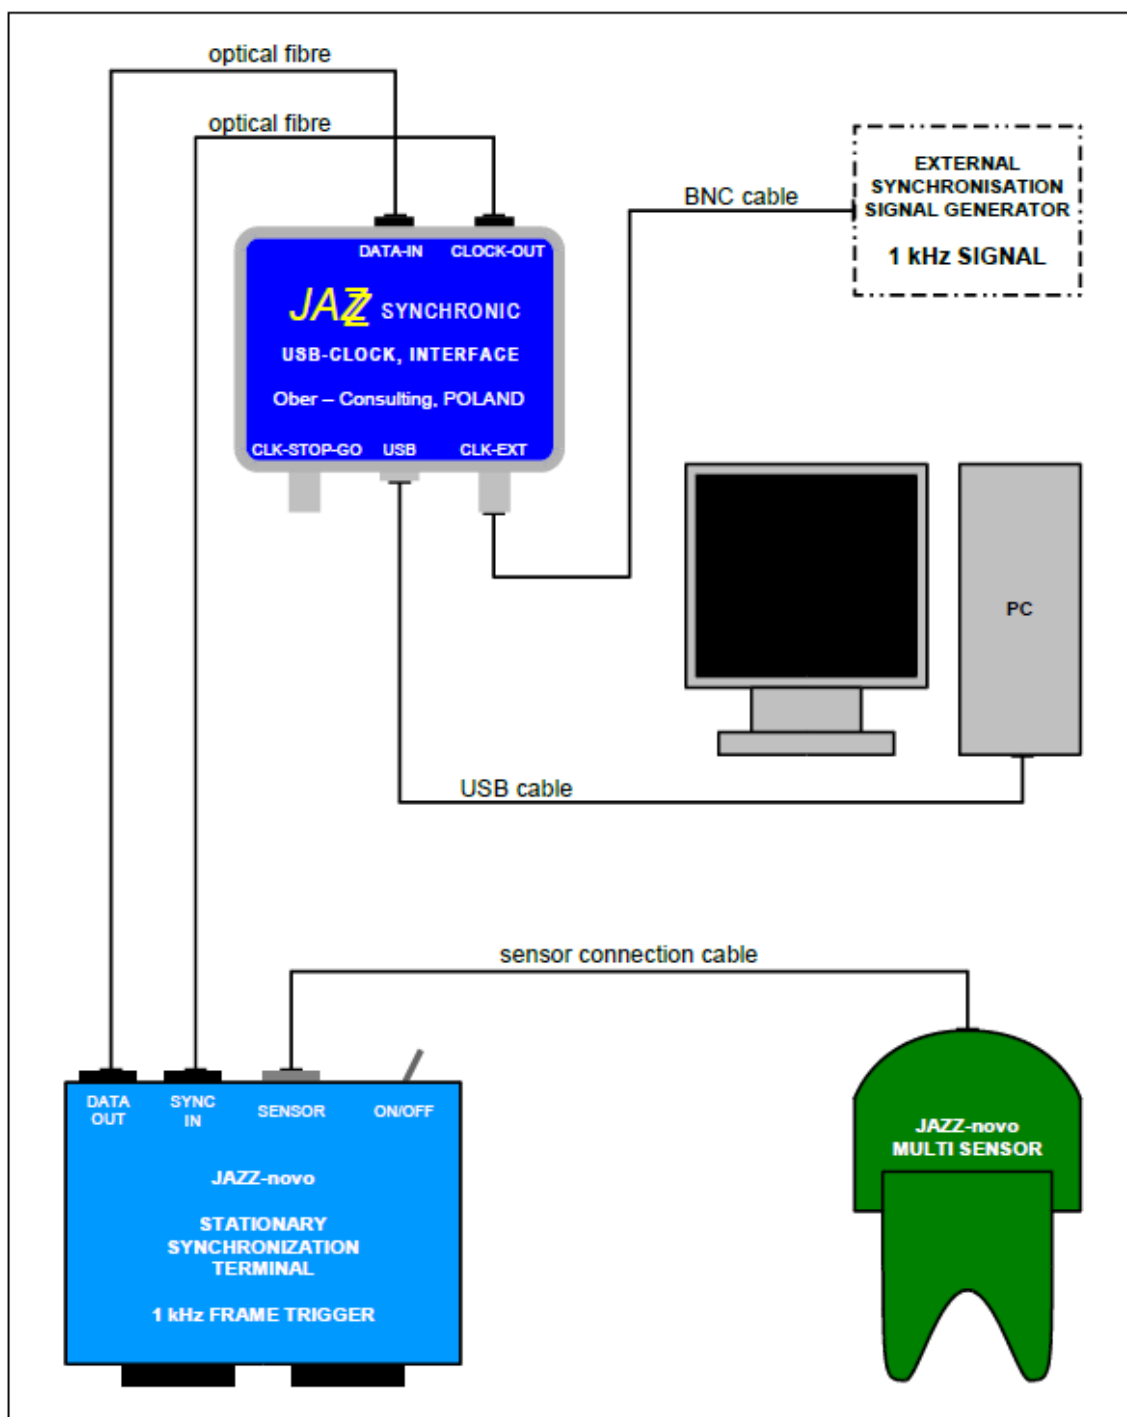 optical fibre
optical fibre
BNC cable
EXTERNAL
SYNCHRONISATION
SIGNAL GENERATOR
1 kHz SIGNAL
DATA-IN CLOCK-OUT
JAZZ SYNCHRONIC
USB-CLOCK, INTERFACE
Ober – Consulting, POLAND
CLK-STOP-GO USB CLK-EXT
PC
USB cable
sensor connection cable
DATA
OUT
SYNC
IN
SENSOR
ON/OFF
JAZZ-novo
STATIONARY
SYNCHRONIZATION
TERMINAL
1 kHz FRAME TRIGGER
JAZZ-novo
MULTI SENSOR